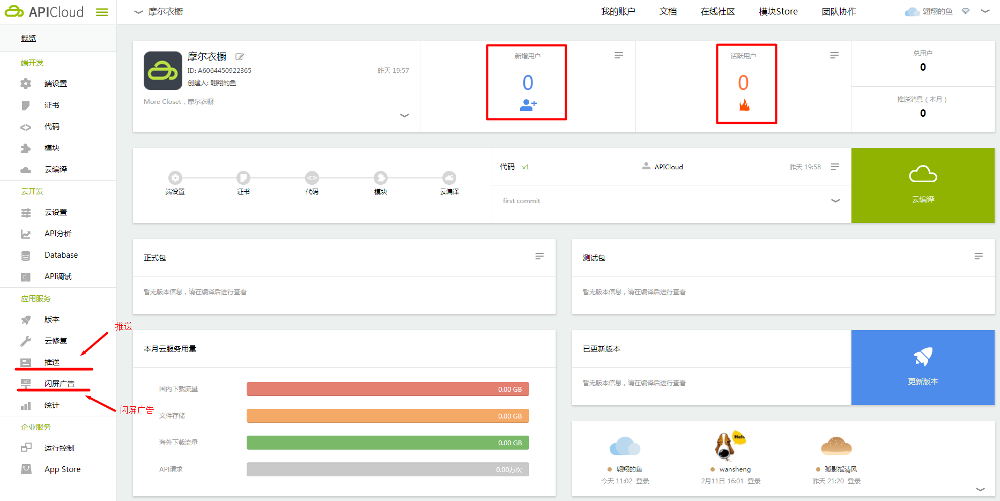 APICloud
摩尔衣橱
我的账户
文档
在线社区
模块Store
团队协作
翱翔的鱼
概览
端开发
端设置
证书
代码
模块
云编译
云开发
云设置
API分析
Database
API调试
应用服务
版本
云修复
推送
AD
闪屏广告
统计
企业服务
运行控制
App Store
推送
闪屏广告
摩尔衣橱
ID: A6064450922365
昨天 19:57
创建人: 翱翔的鱼
More Closet，摩尔衣橱
新增用户
0
活跃用户
0
总用户
0
推送消息（本月）
0
端设置
证书
代码
模块
云编译
代码 v1
APICloud
昨天 19:58
first commit
云编译
正式包
暂无版本信息，请在编译后进行查看
测试包
暂无版本信息，请在编译后进行查看
本月云服务用量
国内下载流量
0.00 GB
文件存储
0.00 GB
海外下载流量
0.00 GB
API请求
0.00万次
已更新版本
暂无版本信息，请在编译后进行查看
更新版本
翱翔的鱼
今天 11:02 登录
Hello
wansheng
2月11日 16:01 登录
孤影摇清风
昨天 21:20 登录